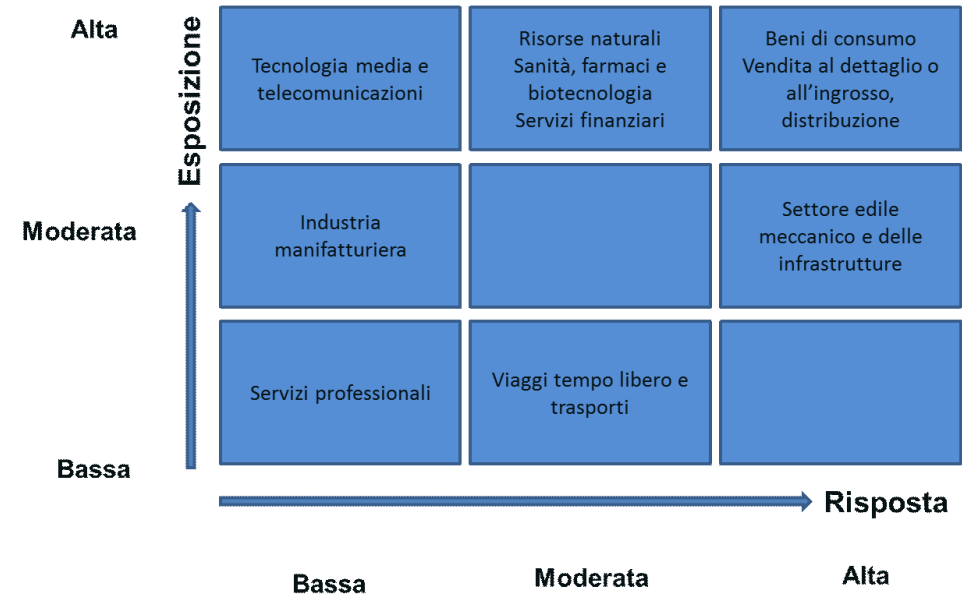 Alta
Esposizione
Tecnologia media e
telecomunicazioni
Risorse naturali
Sanità, farmaci e
biotecnologia
Servizi finanziari
Beni di consumo
Vendita al dettaglio o
all'ingrosso,
distribuzione
Moderata
Industria
manifatturiera
Settore edile
meccanico e delle
infrastrutture
Bassa
Servizi professionali
Viaggi tempo libero e
trasporti
Risposta
Bassa
Moderata
Alta